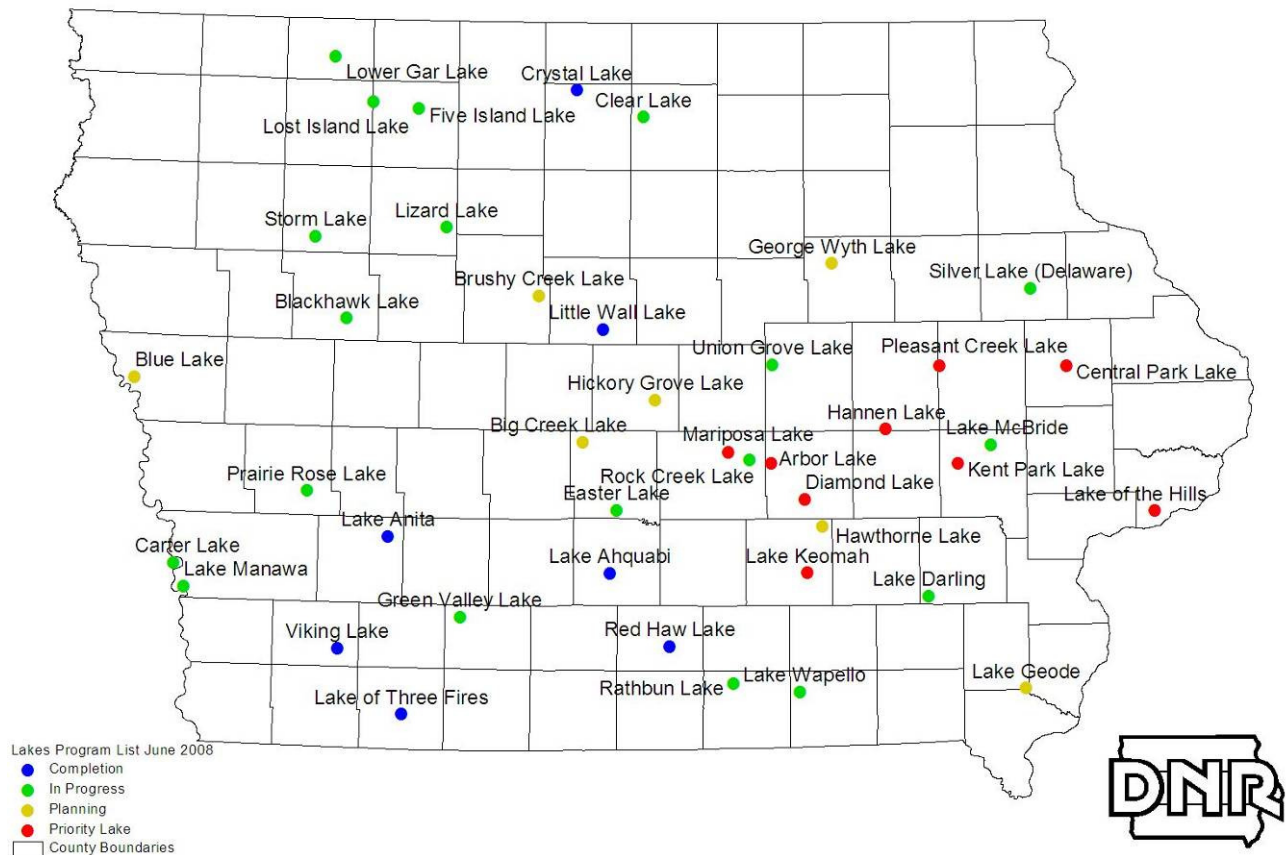 Lower Gar Lake
Crystal Lake
Clear Lake
Five Island Lake
Lost Island Lake
Lizard Lake
Storm Lake
George Wyth Lake
Silver Lake (Delaware)
Brushy Creek Lake
Blackhawk Lake
Little Wall Lake
Union Grove Lake
Pleasant Creek Lake
Blue Lake
Central Park Lake
Hickory Grove Lake
Hannen Lake
Big Creek Lake
Mariposa Lake
Lake McBride
Arbor Lake
Kent Park Lake
Prairie Rose Lake
Rock Creek Lake
Diamond Lake
Easter Lake
Lake of the Hills
Lake Anita
Hawthorne Lake
Carter Lake
Lake Ahquabi
Lake Keomah
Lake Manawa
Lake Darling
Green Valley Lake
Viking Lake
Red Haw Lake
Lake Geode
Lake Wapello
Rathbun Lake
Lake of Three Fires
Lakes Program List June 2008
Completion
In Progress
Planning
Priority Lake
County Boundaries
DNR